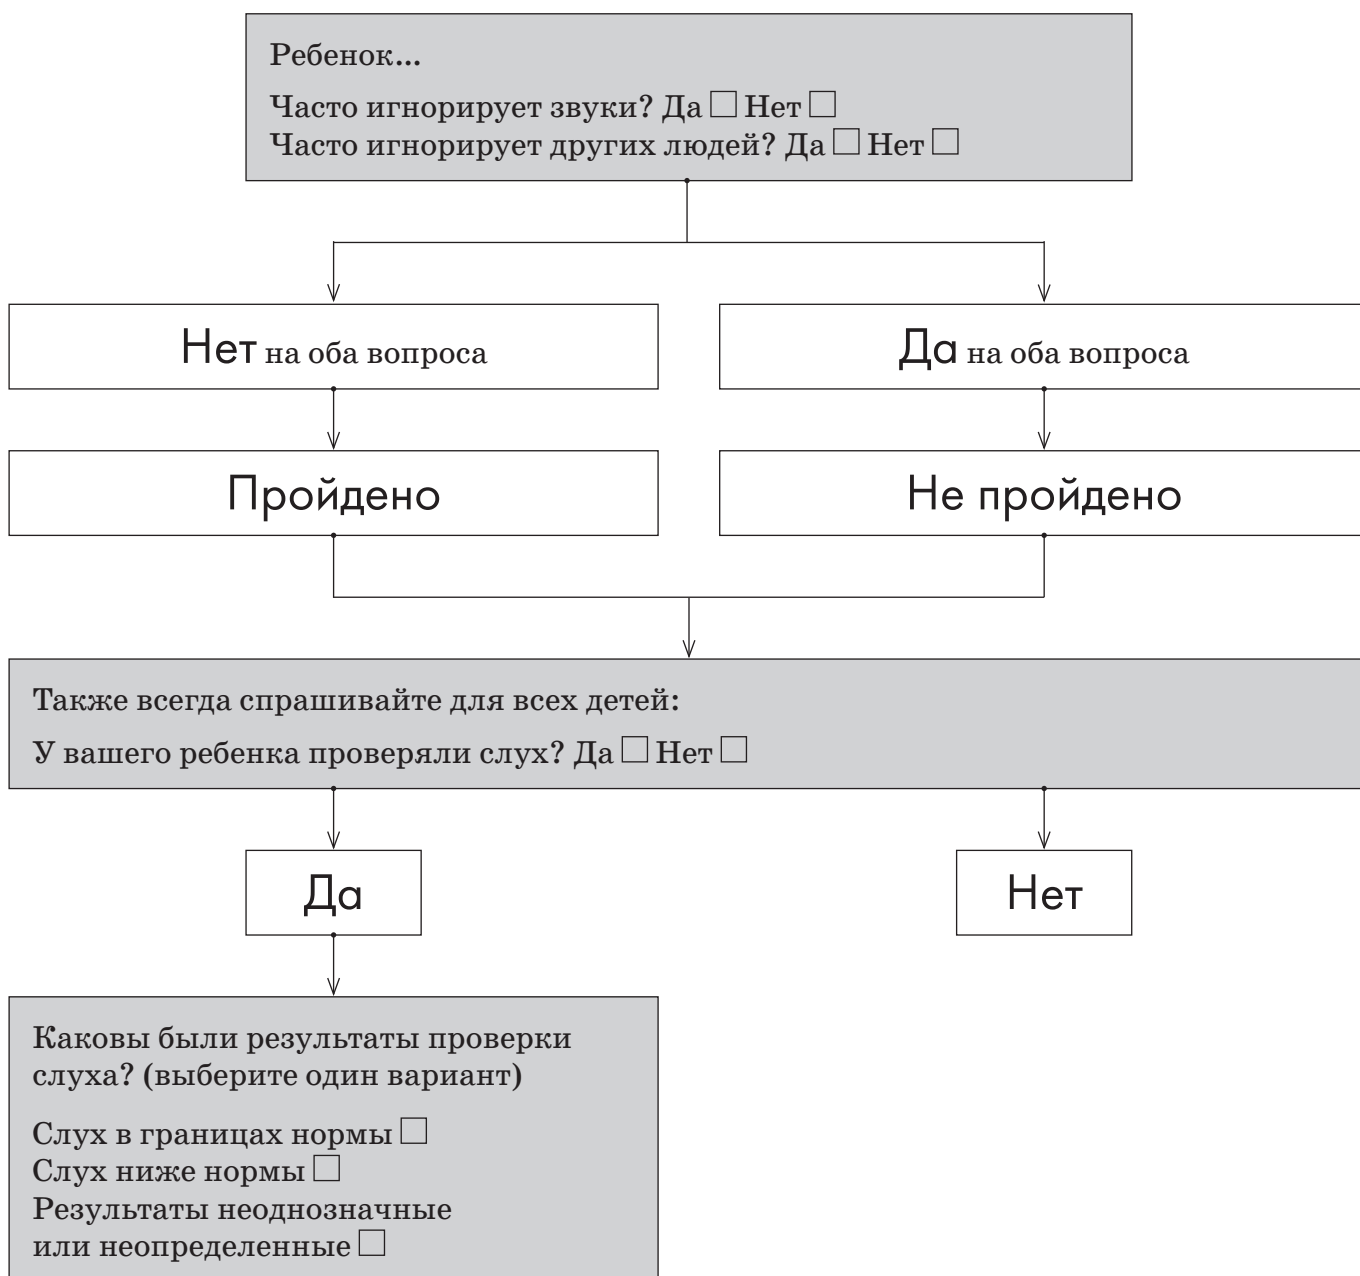 Ребенок...
Часто игнорирует звуки? Да □ Нет □
Часто игнорирует других людей? Да □ Нет □
Нет на оба вопроса
Да на оба вопроса
Пройдено
Не пройдено
Также всегда спрашивайте для всех детей:
У вашего ребенка проверяли слух? Да □ Нет □
Да
Нет
Каковы были результаты проверки
слуха? (выберите один вариант)
Слух в границах нормы □
Слух ниже нормы □
Результаты неоднозначные
или неопределенные □